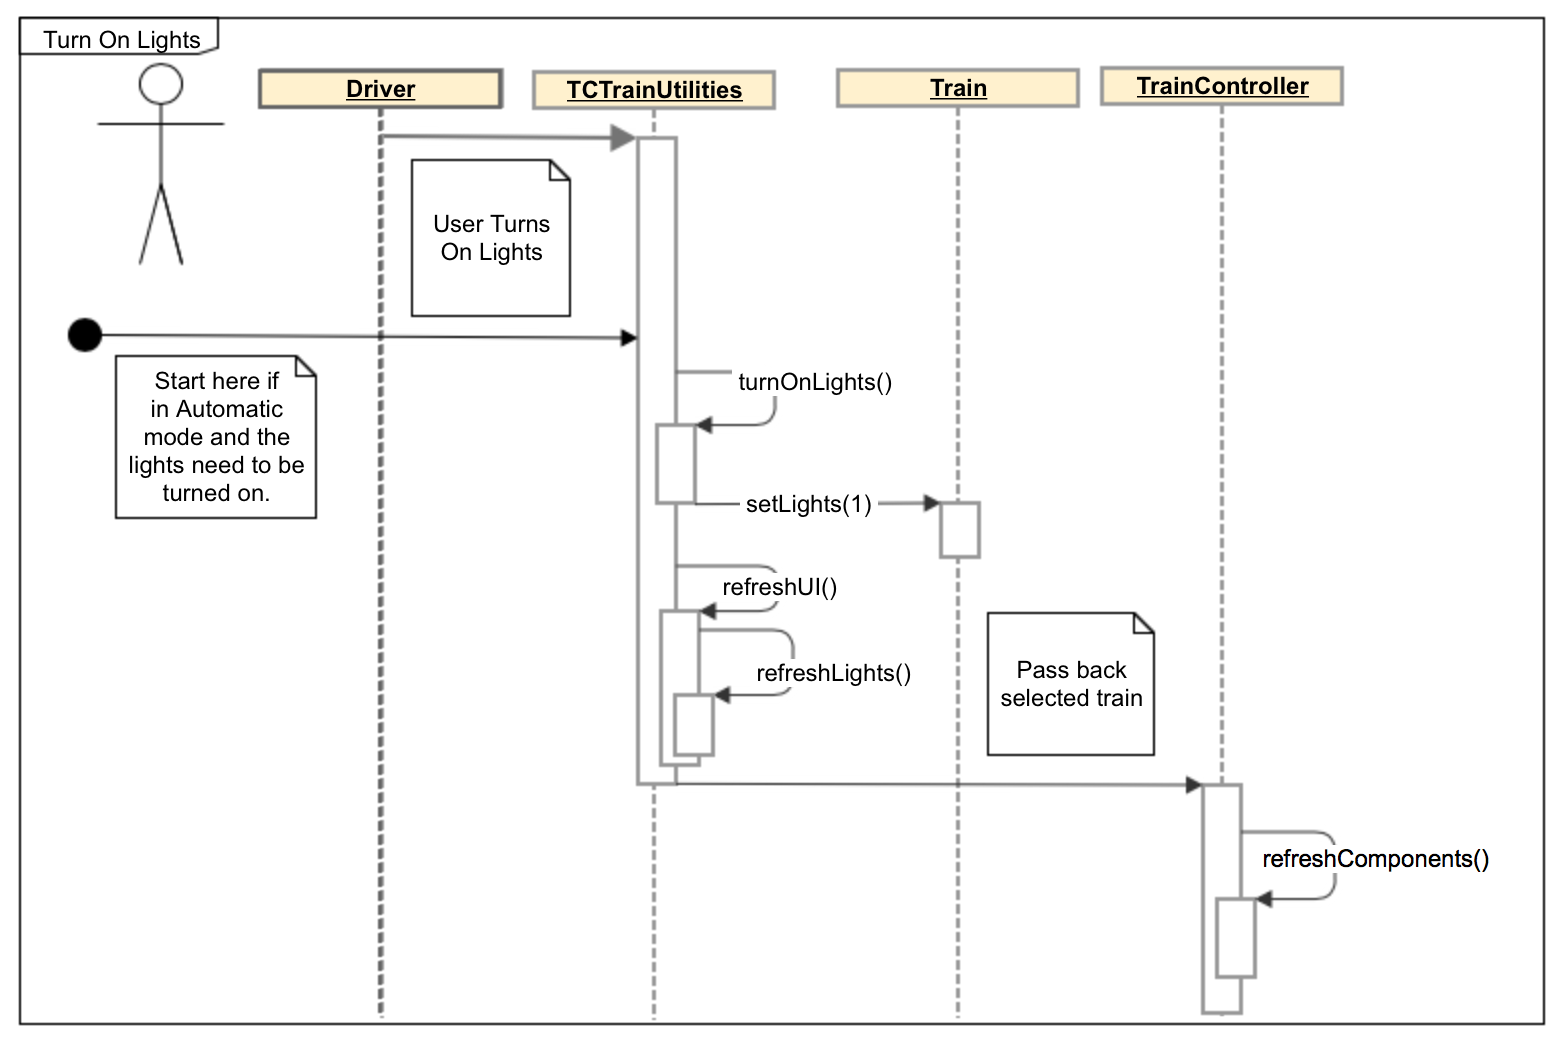 Turn On Lights
Driver
TCTrainUtilities
Train
TrainController
User Turns
On Lights
Start here if
in Automatic
mode and the
lights need to be
turned on.
turnOnLights()
setLights(1)
refreshUI()
refreshLights()
Pass back
selected train
refreshComponents()